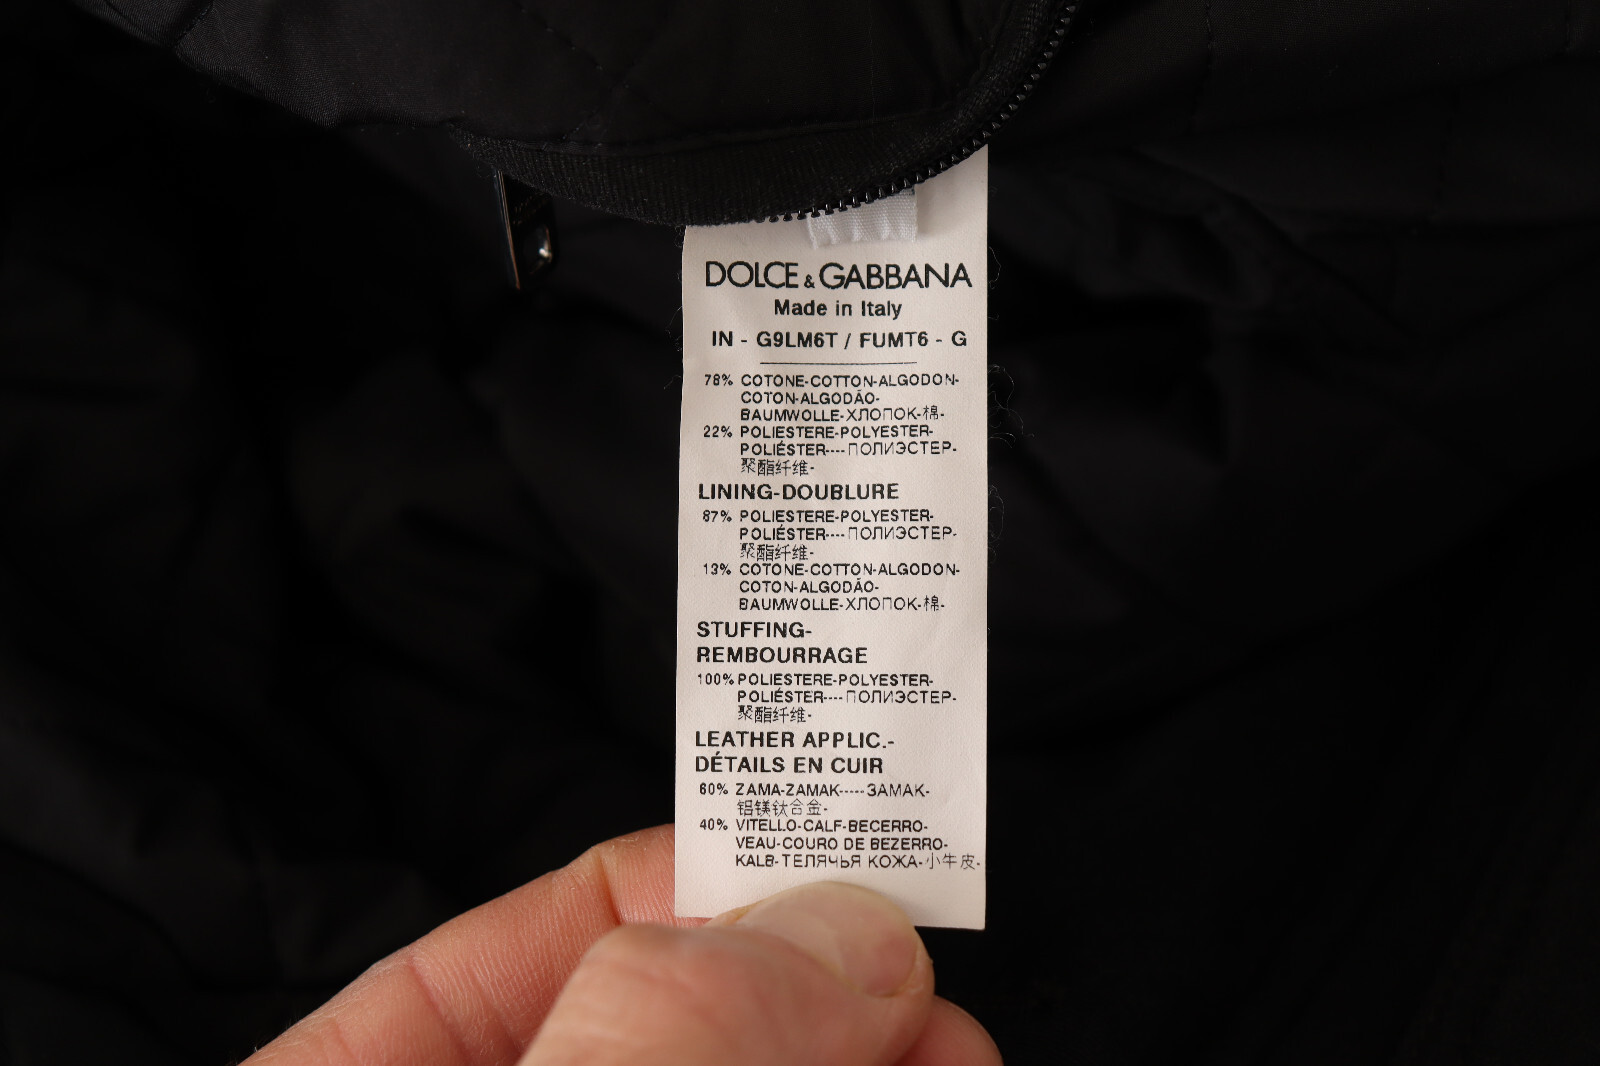 DOLCE & GABBANA
Made in Italy
IN - G9LM6T / FUMT6 - G
78% COTONE-COTTON-ALGODON-
COTON-ALGODÃO-
BAUMWOLLE-ХЛОПОК-棉-
22% POLIESTERE-POLYESTER-
POLIÉSTER----ПОЛИЭСТЕР-
聚酯纤维-
LINING-DOUBLURE
87% POLIESTERE-POLYESTER-
POLIÉSTER----ПОЛИЭСТЕР-
聚酯纤维-
13% COTONE-COTTON-ALGODON-
COTON-ALGODÃO-
BAUMWOLLE-ХЛОПОК-棉-
STUFFING-
REMBOURRAGE
100% POLIESTERE-POLYESTER-
POLIÉSTER----ПОЛИЭСТЕР-
聚酯纤维-
LEATHER APPLIC.-
DÉTAILS EN CUIR
60% ZAMA-ZAMAK-----ЗАМАК-
铝镁钛合金-
40% VITELLO-CALF-BECERRO-
VEAU-COURO DE BEZERRO-
KALB-ТЕЛЯЧЬЯ КОЖА-小牛皮-